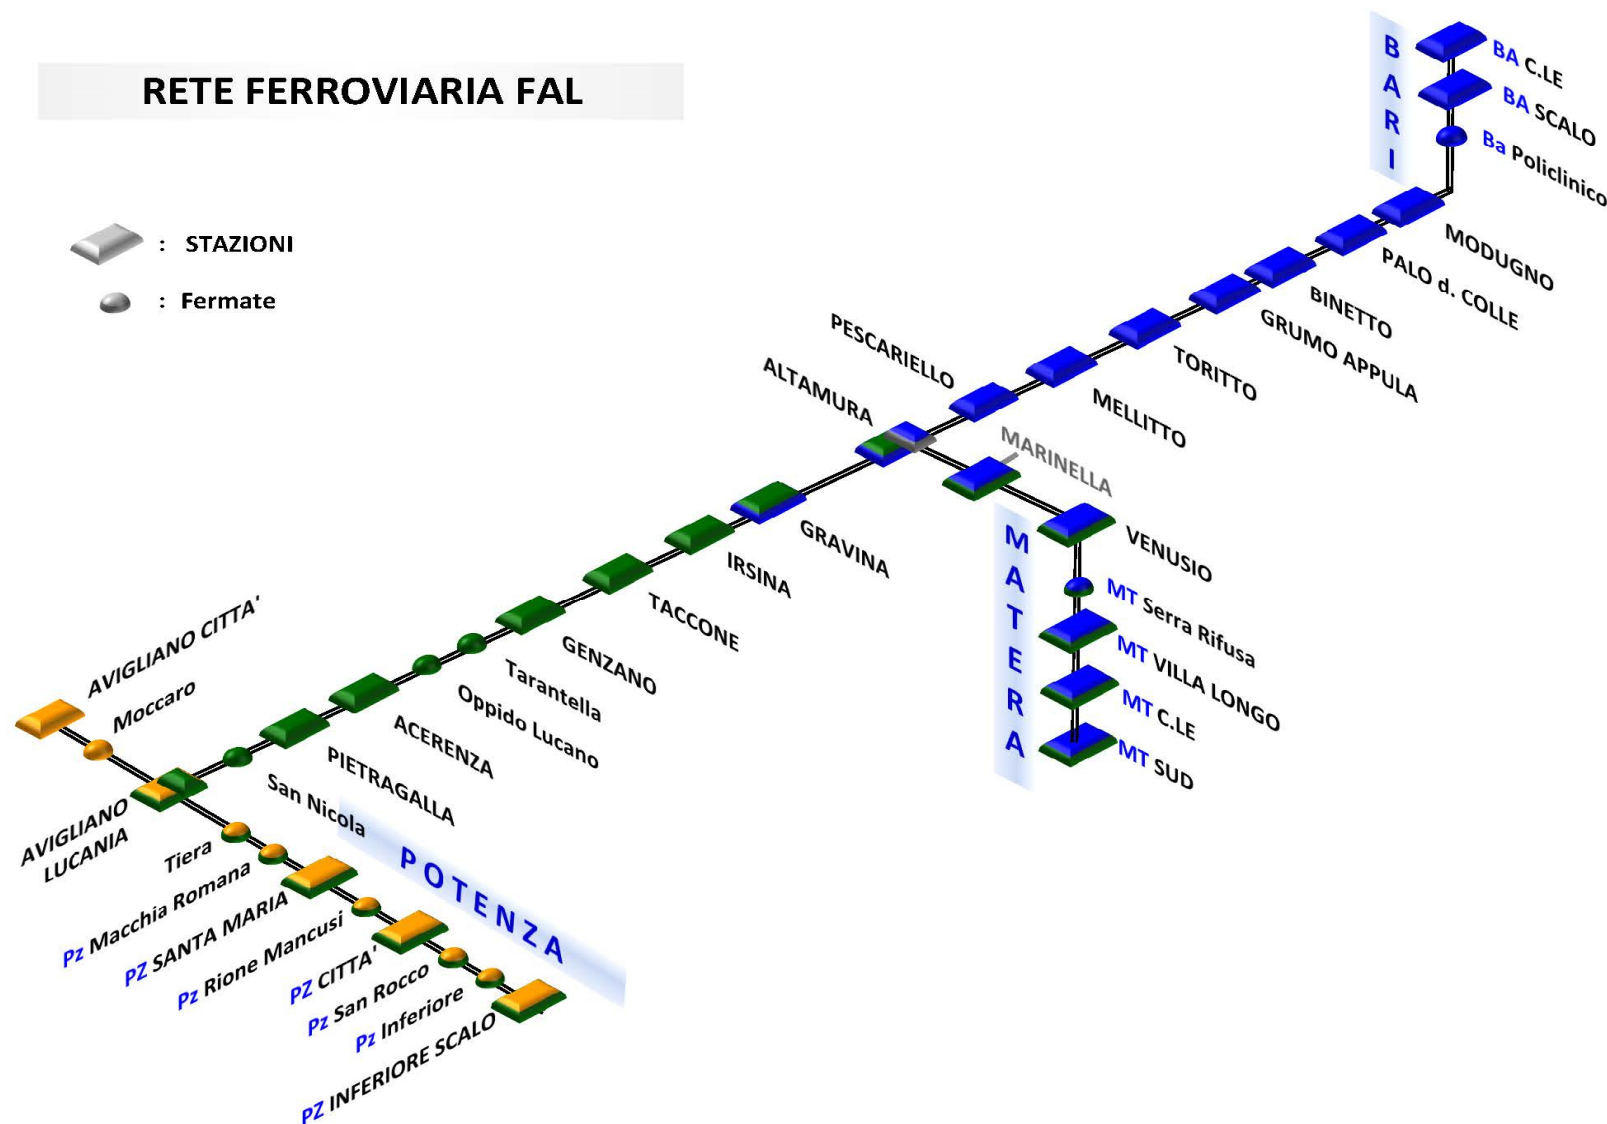 RETE FERROVIARIA FAL
: STAZIONI
: Fermate
BARI
BA C.LE
BA SCALO
Ba Policlinico
MODUGNO
PALO d. COLLE
BINETTO
GRUMO APPULA
TORITTO
MELLITTO
PESCARIELLO
ALTAMURA
MARINELLA
VENUSIO
MATERA
MT Serra Rifusa
MT VILLA LONGO
MT C.LE
MT SUD
GRAVINA
IRSINA
TACCONE
GENZANO
Tarantella
Oppido Lucano
ACERENZA
PIETRAGALLA
San Nicola
AVIGLIANO CITTA'
Moccaro
AVIGLIANO
LUCANIA
POTENZA
Tiera
Pz Macchia Romana
PZ SANTA MARIA
Pz Rione Mancusi
PZ CITTA'
Pz San Rocco
Pz Inferiore
PZ INFERIORE SCALO